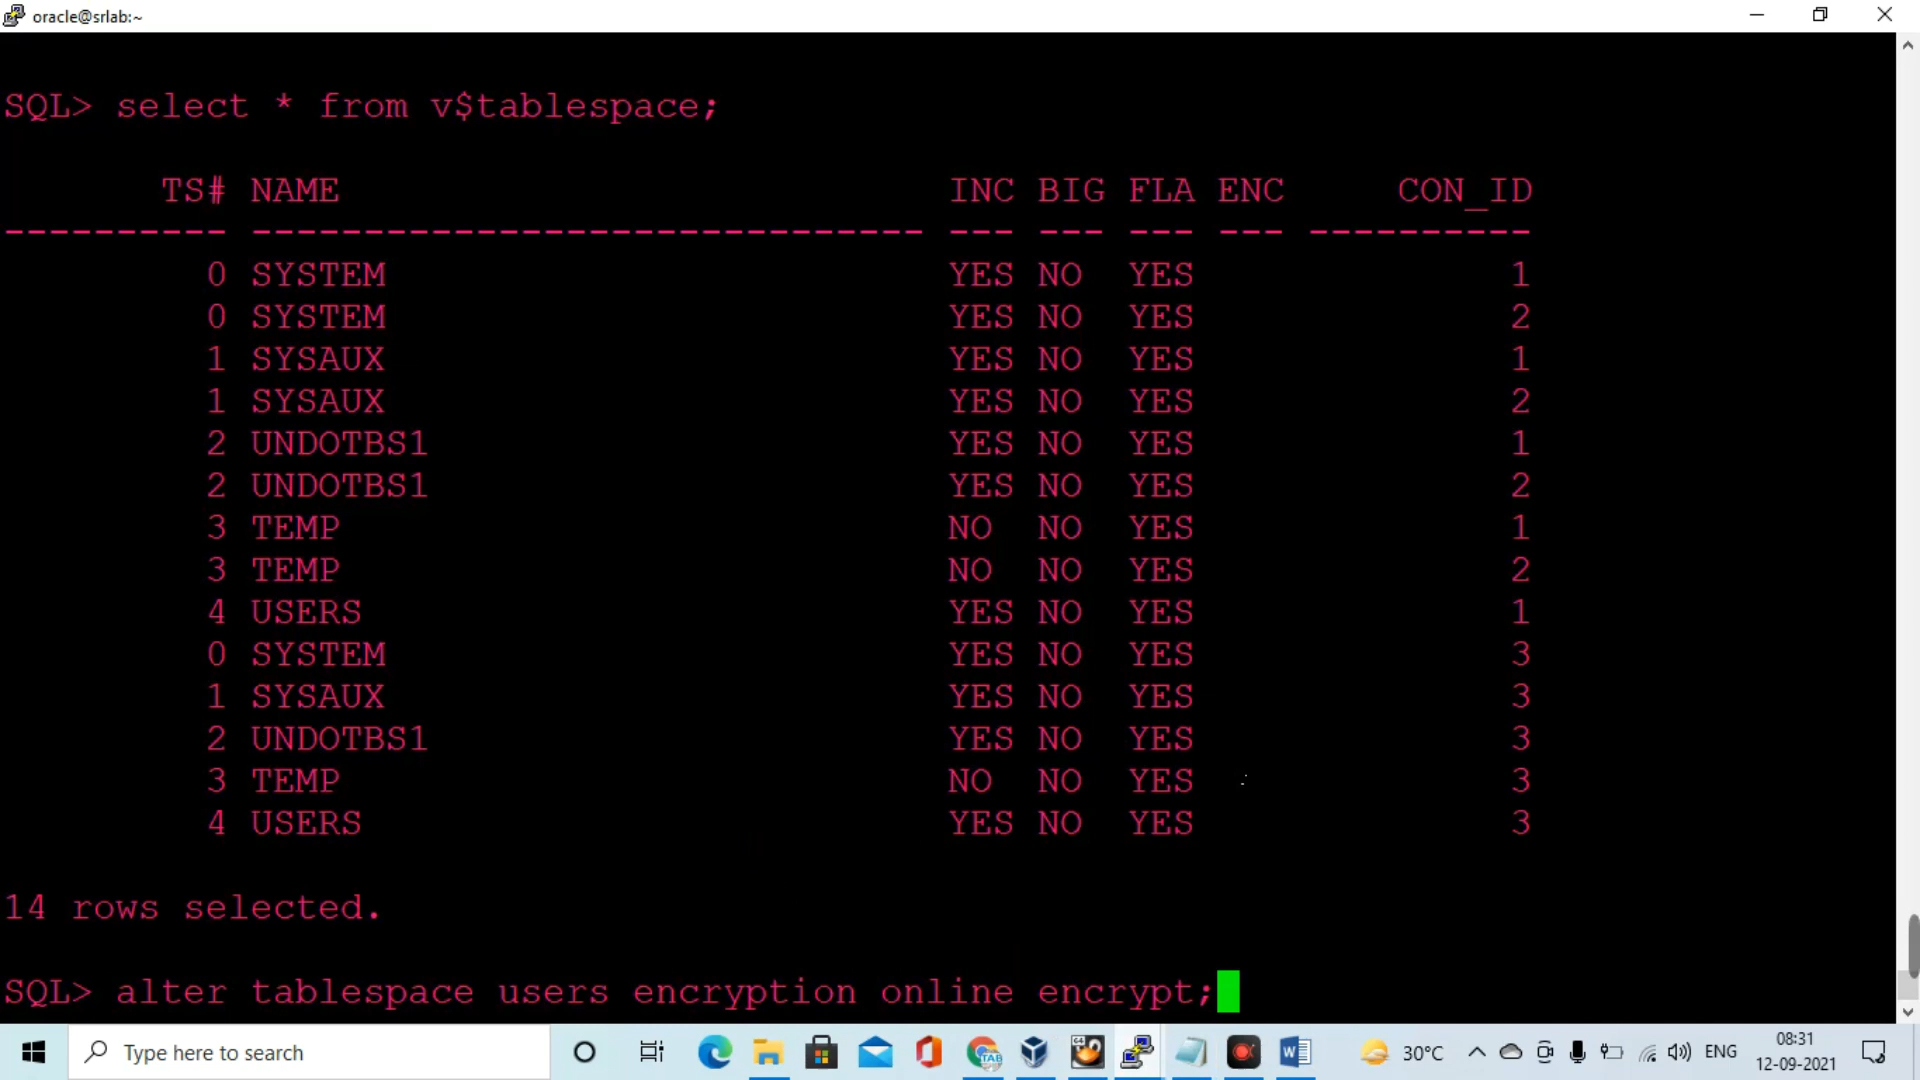 oracle@srlab:~
SQL> select * from v$tablespace;
TS# NAME INC BIG FLA ENC CON_ID
---------- ------------------------------ --- --- --- --- ----------
0 SYSTEM YES NO YES 1
0 SYSTEM YES NO YES 2
1 SYSAUX YES NO YES 1
1 SYSAUX YES NO YES 2
2 UNDOTBS1 YES NO YES 1
2 UNDOTBS1 YES NO YES 2
3 TEMP NO NO YES 1
3 TEMP NO NO YES 2
4 USERS YES NO YES 1
0 SYSTEM YES NO YES 3
1 SYSAUX YES NO YES 3
2 UNDOTBS1 YES NO YES 3
3 TEMP NO NO YES 3
4 USERS YES NO YES 3
14 rows selected.
SQL> alter tablespace users encryption online encrypt;
Type here to search
TAB
W
30°C
ENG
08:31
12-09-2021